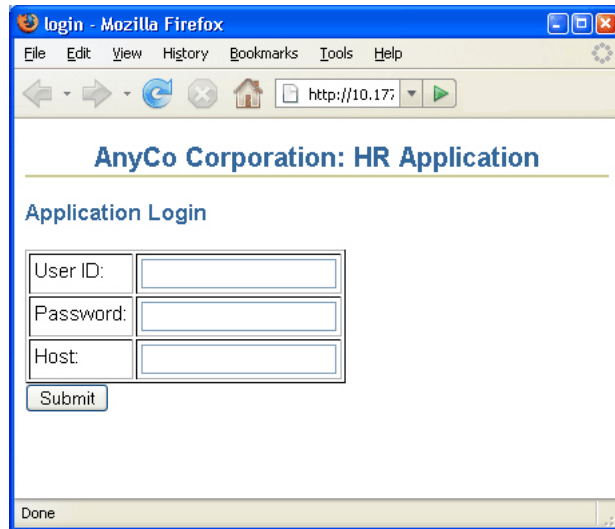 login - Mozilla Firefox
File Edit View History Bookmarks Tools Help
http://10.177
AnyCo Corporation: HR Application
Application Login
User ID:
Password:
Host:
Submit
Done